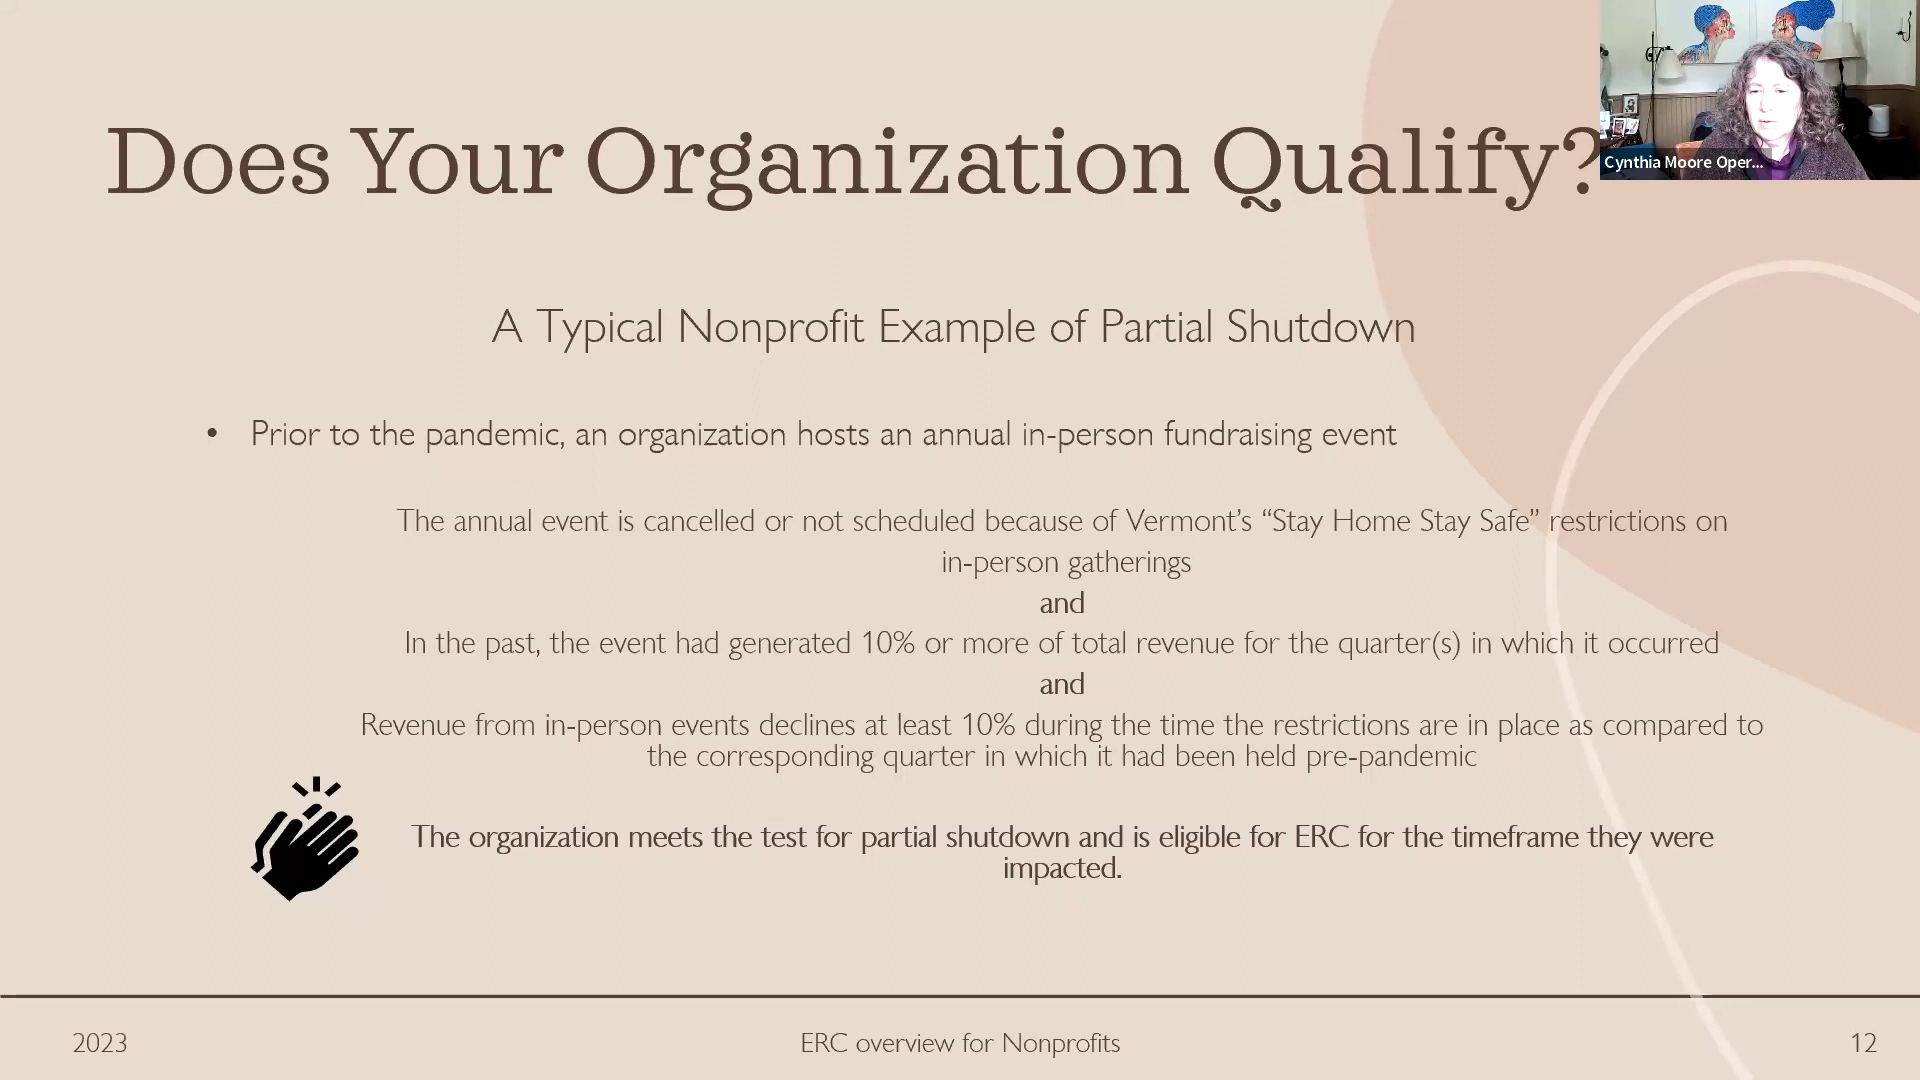 Does Your Organization Qualify?
Cynthia Moore Oper...
A Typical Nonprofit Example of Partial Shutdown
• Prior to the pandemic, an organization hosts an annual in-person fundraising event
The annual event is cancelled or not scheduled because of Vermont’s “Stay Home Stay Safe” restrictions on
in-person gatherings
and
In the past, the event had generated 10% or more of total revenue for the quarter(s) in which it occurred
and
Revenue from in-person events declines at least 10% during the time the restrictions are in place as compared to
the corresponding quarter in which it had been held pre-pandemic
The organization meets the test for partial shutdown and is eligible for ERC for the timeframe they were
impacted.
2023
ERC overview for Nonprofits
12